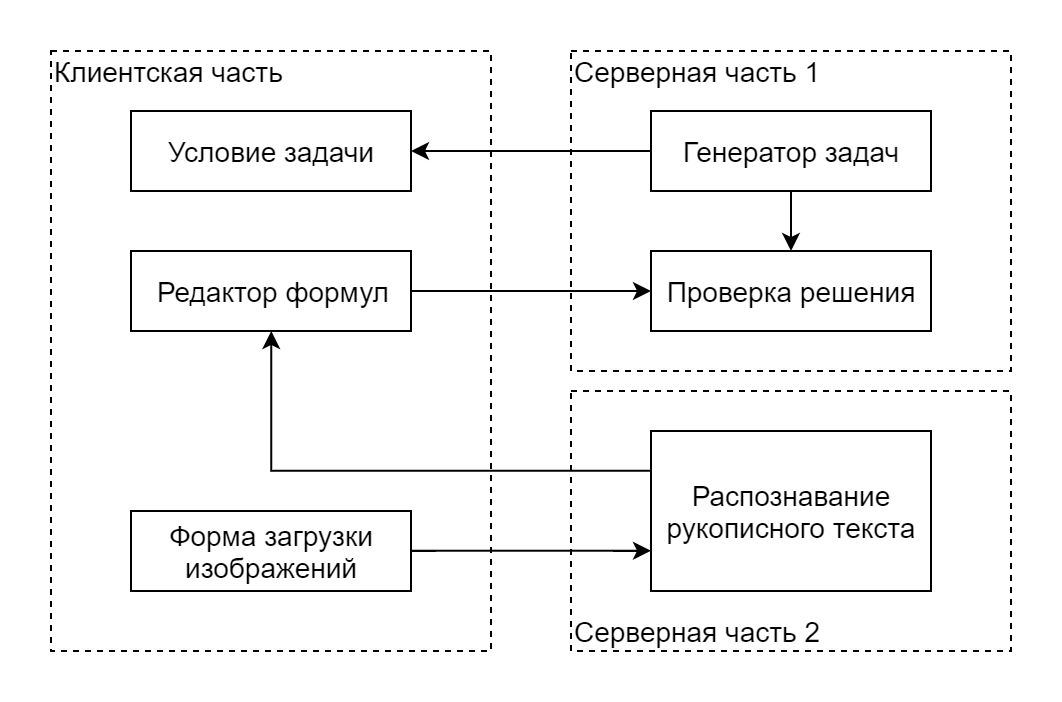 Клиентская часть
Серверная часть 1
Условие задачи
Генератор задач
Редактор формул
Проверка решения
Распознавание
рукописного текста
Форма загрузки
изображений
Серверная часть 2